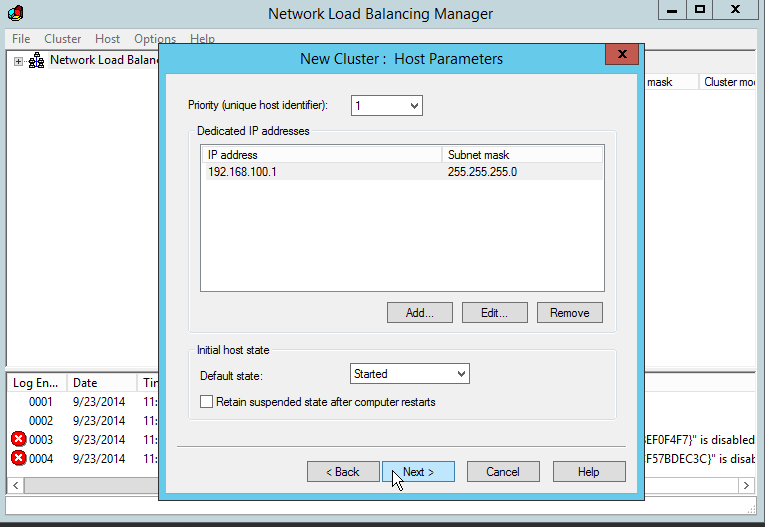 Network Load Balancing Manager
File Cluster Host Options Help
Network Load Balanc
New Cluster : Host Parameters
mask Cluster mo
Priority (unique host identifier): 1
Dedicated IP addresses
IP address Subnet mask
192.168.100.1 255.255.255.0
Add... Edit... Remove
Initial host state
Default state: Started
Retain suspended state after computer restarts
< Back Next > Cancel Help
Log En... Date Tin
0001 9/23/2014 11:
0002 9/23/2014 11:
0003 9/23/2014 11: EF0F4F7}" is disabled
0004 9/23/2014 11: F57BDEC3C}" is disab